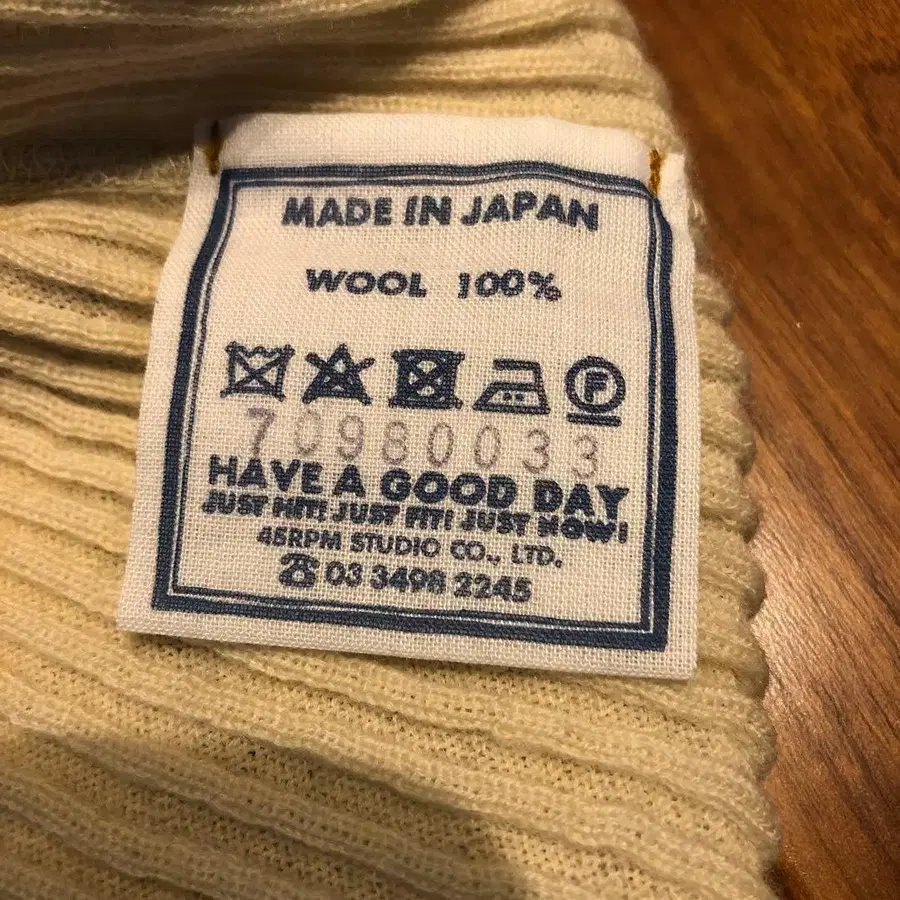 MADE IN JAPAN
WOOL 100%
F
70980033
HAVE A GOOD DAY
JUST HIT! JUST FIT! JUST NOW!
45RPM STUDIO CO., LTD.
☎ 03 3498 2245